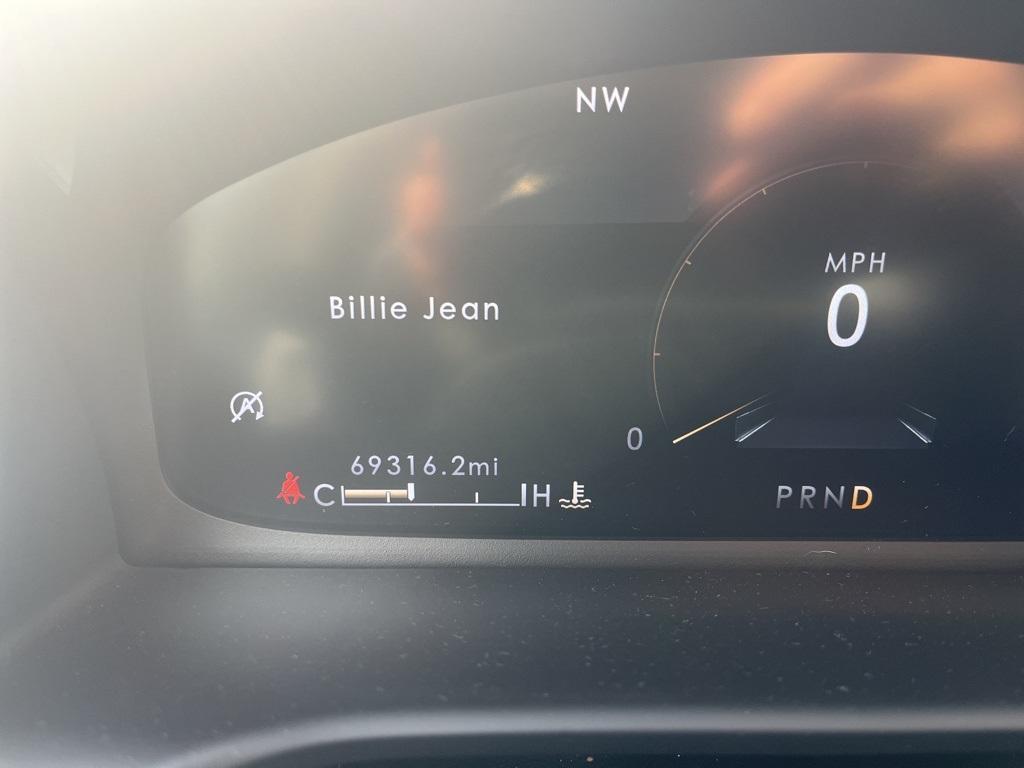 NW
MPH
0
Billie Jean
0
69316.2mi
C H
PRND